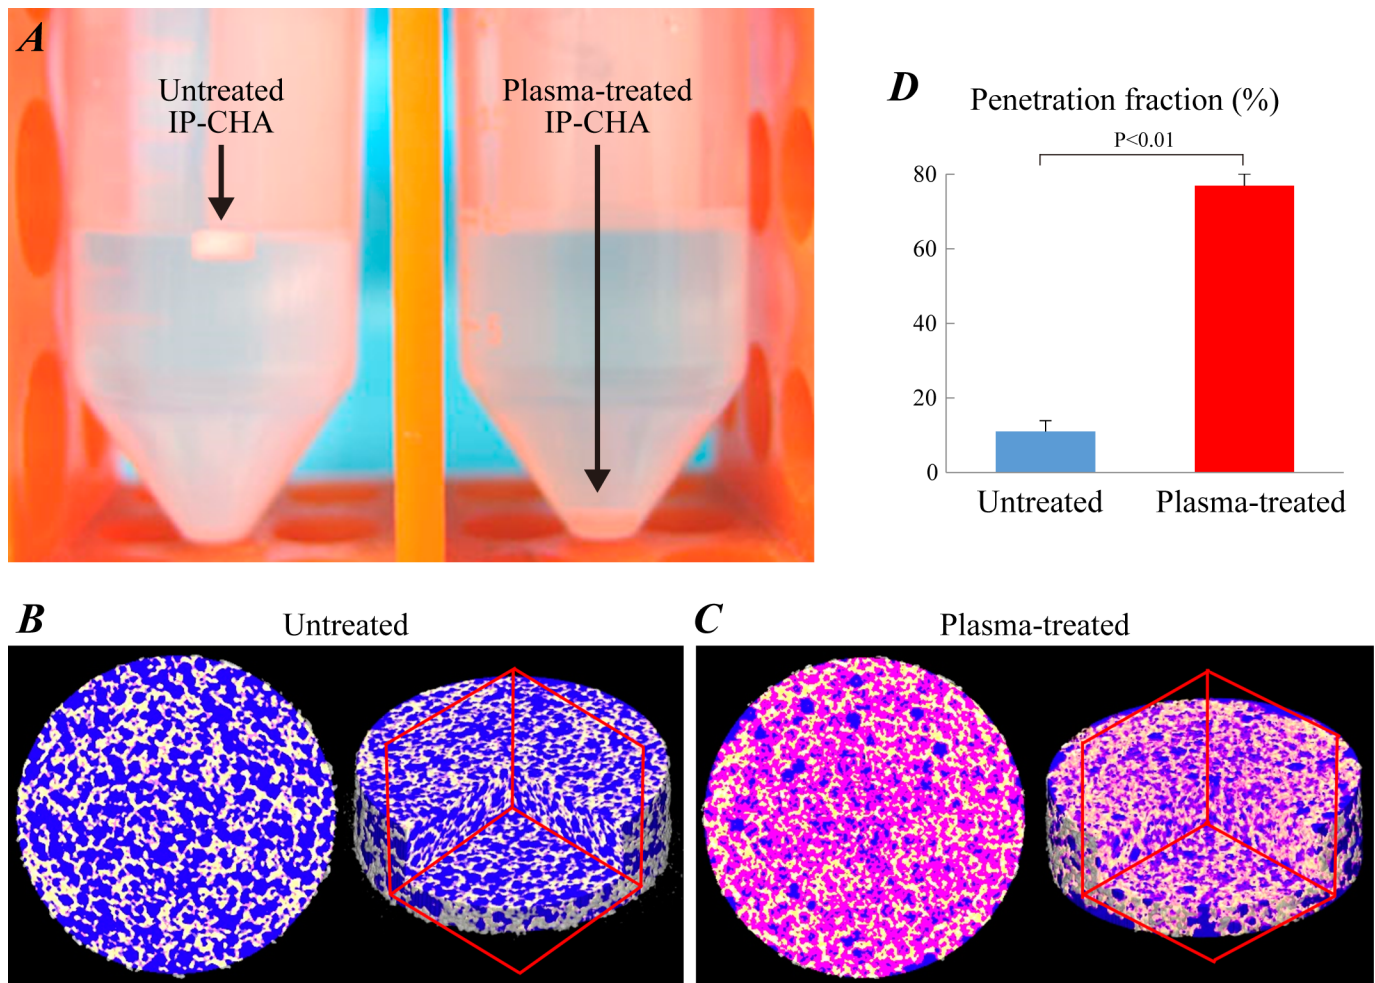 A
Untreated
IP-CHA
Plasma-treated
IP-CHA
D
Penetration fraction (%)
P<0.01
80
60
40
20
0
Untreated
Plasma-treated
B
Untreated
C
Plasma-treated